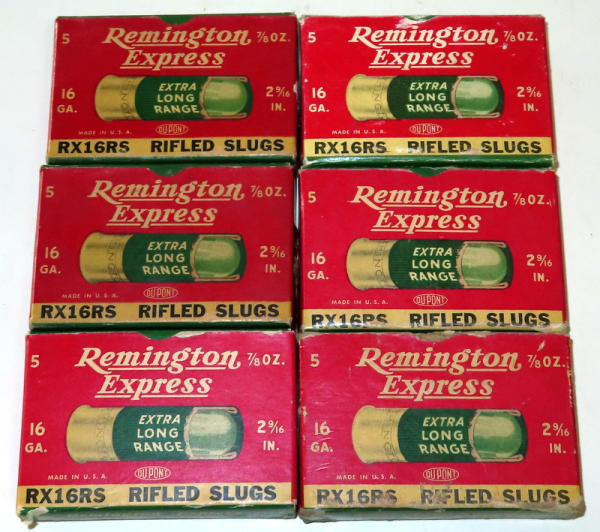 5 Remington 7/8 OZ.
Express
16 GA. EXTRA LONG RANGE 2 9/16 IN.
MADE IN U.S.A. DU PONT
RX16RS RIFLED SLUGS
5 Remington 7/8 OZ.
Express
16 GA. EXTRA LONG RANGE 2 9/16 IN.
MADE IN U.S.A. DU PONT
RX16RS RIFLED SLUGS
5 Remington 7/8 OZ.
Express
16 GA. EXTRA LONG RANGE 2 9/16 IN.
MADE IN U.S.A. DU PONT
RX16RS RIFLED SLUGS
5 Remington 7/8 OZ.
Express
16 GA. EXTRA LONG RANGE 2 9/16 IN.
MADE IN U.S.A. DU PONT
RX16RS RIFLED SLUGS
5 Remington 7/8 OZ.
Express
16 GA. EXTRA LONG RANGE 2 9/16 IN.
MADE IN U.S.A. DU PONT
RX16RS RIFLED SLUGS
5 Remington 7/8 OZ.
Express
16 GA. EXTRA LONG RANGE 2 9/16 IN.
MADE IN U.S.A. DU PONT
RX16RS RIFLED SLUGS